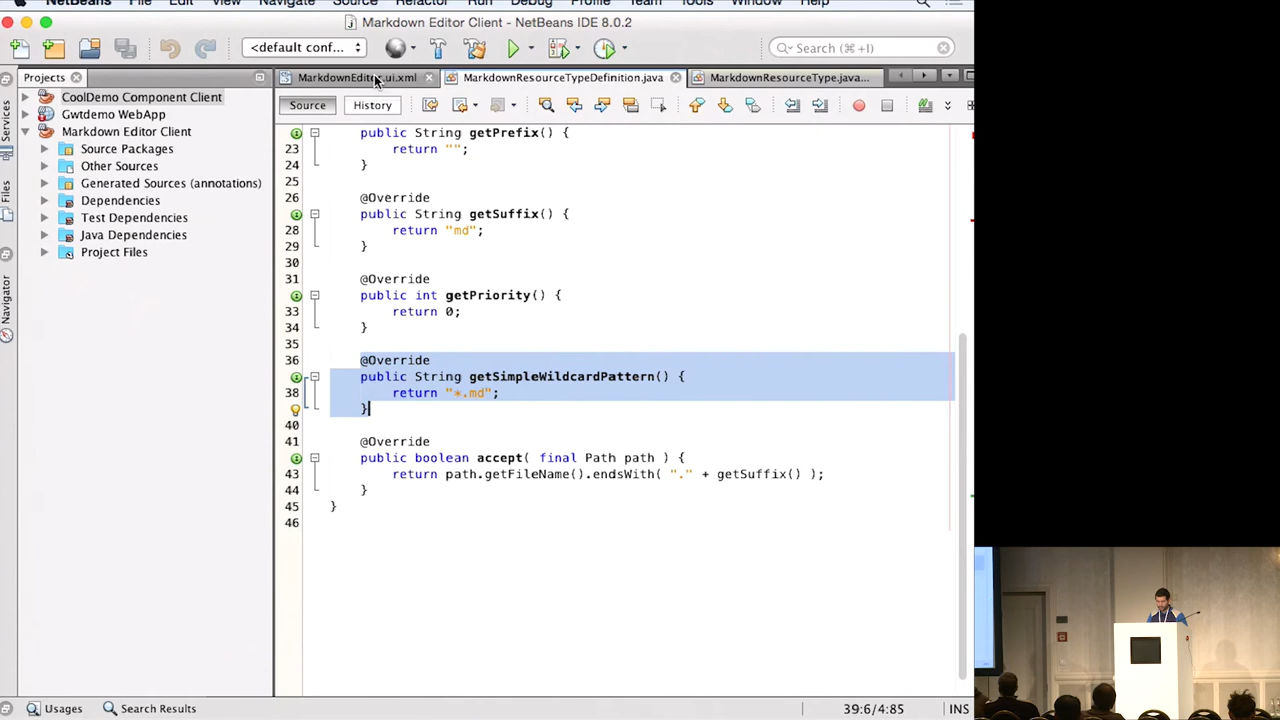 NetBeans File Edit View Navigate Source Refactor Run Debug Profile Team Tools Window Help
Markdown Editor Client - NetBeans IDE 8.0.2
<default conf...
Search (⌘+I)
Projects
MarkdownEditor.ui.xml
MarkdownResourceTypeDefinition.java
MarkdownResourceType.java...
Source
History
Services
Files
Navigator
CoolDemo Component Client
Gwtdemo WebApp
Markdown Editor Client
Source Packages
Other Sources
Generated Sources (annotations)
Dependencies
Test Dependencies
Java Dependencies
Project Files
public String getPrefix() {
23 return "";
24 }
25
26 @Override
public String getSuffix() {
28 return "md";
29 }
30
31 @Override
public int getPriority() {
33 return 0;
34 }
35
36 @Override
public String getSimpleWildcardPattern() {
38 return "*.md";
}
40
41 @Override
public boolean accept( final Path path ) {
43 return path.getFileName().endsWith( "." + getSuffix() );
44 }
45 }
46
Usages
Search Results
39:6/4:85
INS